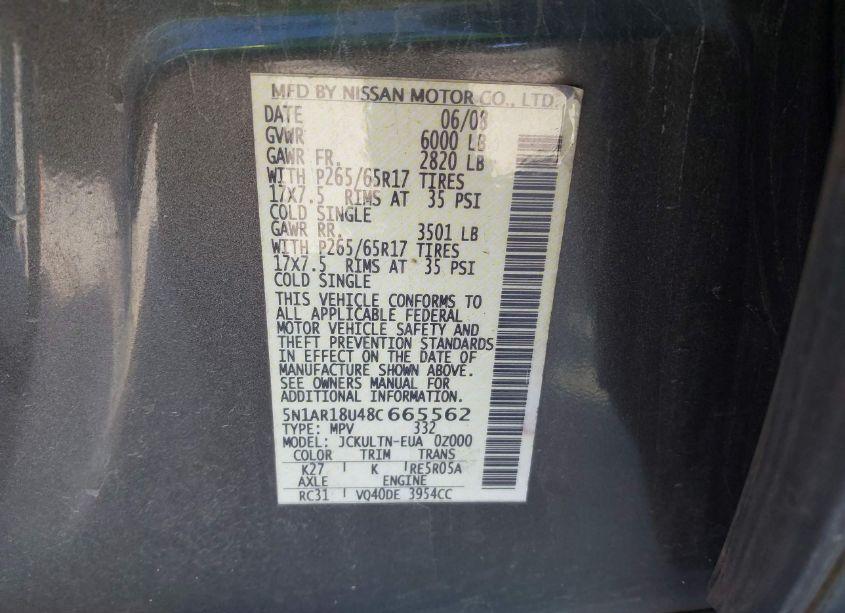 MFD BY NISSAN MOTOR CO., LTD.
DATE 06/08
GVWR 6000 LB
GAWR FR. 2820 LB
WITH P265/65R17 TIRES
17X7.5 RIMS AT 35 PSI
COLD SINGLE
GAWR RR. 3501 LB
WITH P265/65R17 TIRES
17X7.5 RIMS AT 35 PSI
COLD SINGLE
THIS VEHICLE CONFORMS TO
ALL APPLICABLE FEDERAL
MOTOR VEHICLE SAFETY AND
THEFT PREVENTION STANDARDS
IN EFFECT ON THE DATE OF
MANUFACTURE SHOWN ABOVE.
SEE OWNERS MANUAL FOR
ADDITIONAL INFORMATION.
5N1AR18U48C665562
TYPE: MPV 332
MODEL: JCKULTN-EUA 0Z000
COLOR TRIM TRANS
K27 K RE5R05A
AXLE ENGINE
RC31 VQ40DE 3954CC